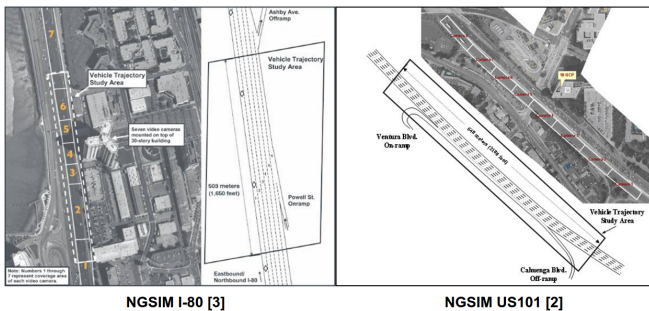 7
6
5
4
3
2
1
Vehicle Trajectory
Study Area
Seven video cameras
mounted on top of
30-story building
Note: Numbers 1 through
7 represent coverage area
of each video camera.
Ashby Ave.
Offramp
Vehicle Trajectory
Study Area
503 meters
(1,650 feet)
Powell St.
Onramp
Eastbound/
Northbound I-80
Ventura Blvd.
On-ramp
Vehicle Trajectory
Study Area
Cahuenga Blvd.
Off-ramp
NGSIM I-80 [3]
NGSIM US101 [2]